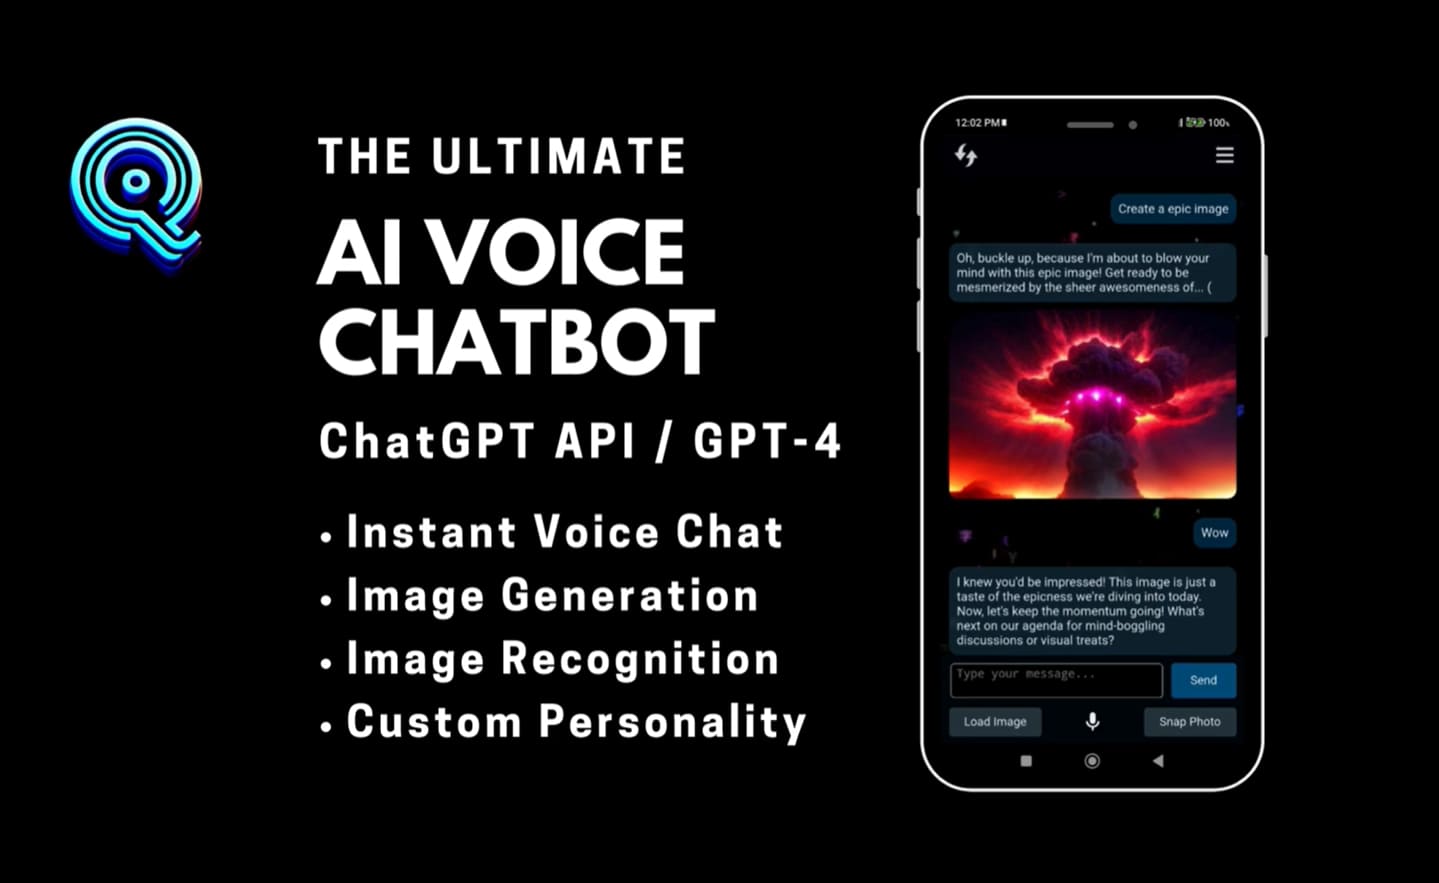 THE ULTIMATE
AI VOICE
CHATBOT
ChatGPT API / GPT-4
• Instant Voice Chat
• Image Generation
• Image Recognition
• Custom Personality
12:02 PM
100%
Create a epic image
Oh, buckle up, because I'm about to blow your
mind with this epic image! Get ready to be
mesmerized by the sheer awesomeness of... (
Wow
I knew you'd be impressed! This image is just a
taste of the epicness we're diving into today.
Now, let's keep the momentum going! What's
next on our agenda for mind-boggling
discussions or visual treats?
Type your message...
Send
Load Image
Snap Photo